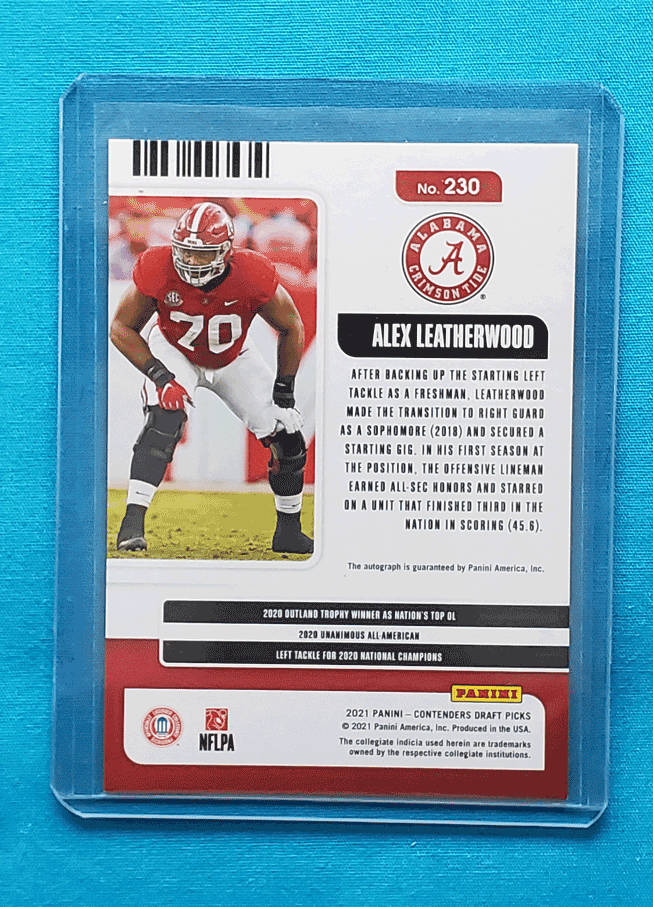 No. 230
ALABAMA
A
CRIMSON TIDE
®
ALEX LEATHERWOOD
70
SEC
AFTER BACKING UP THE STARTING LEFT
TACKLE AS A FRESHMAN, LEATHERWOOD
MADE THE TRANSITION TO RIGHT GUARD
AS A SOPHOMORE (2018) AND SECURED A
STARTING GIG. IN HIS FIRST SEASON AT
THE POSITION, THE OFFENSIVE LINEMAN
EARNED ALL-SEC HONORS AND STARRED
ON A UNIT THAT FINISHED THIRD IN THE
NATION IN SCORING (45.6).
The autograph is guaranteed by Panini America, Inc.
2020 OUTLAND TROPHY WINNER AS NATION'S TOP OL
2020 UNANIMOUS ALL-AMERICAN
LEFT TACKLE FOR 2020 NATIONAL CHAMPIONS
PANINI
NFLPA
2021 PANINI – CONTENDERS DRAFT PICKS
© 2021 Panini America, Inc. Produced in the USA.
The collegiate indicia used herein are trademarks
owned by the respective collegiate institutions.